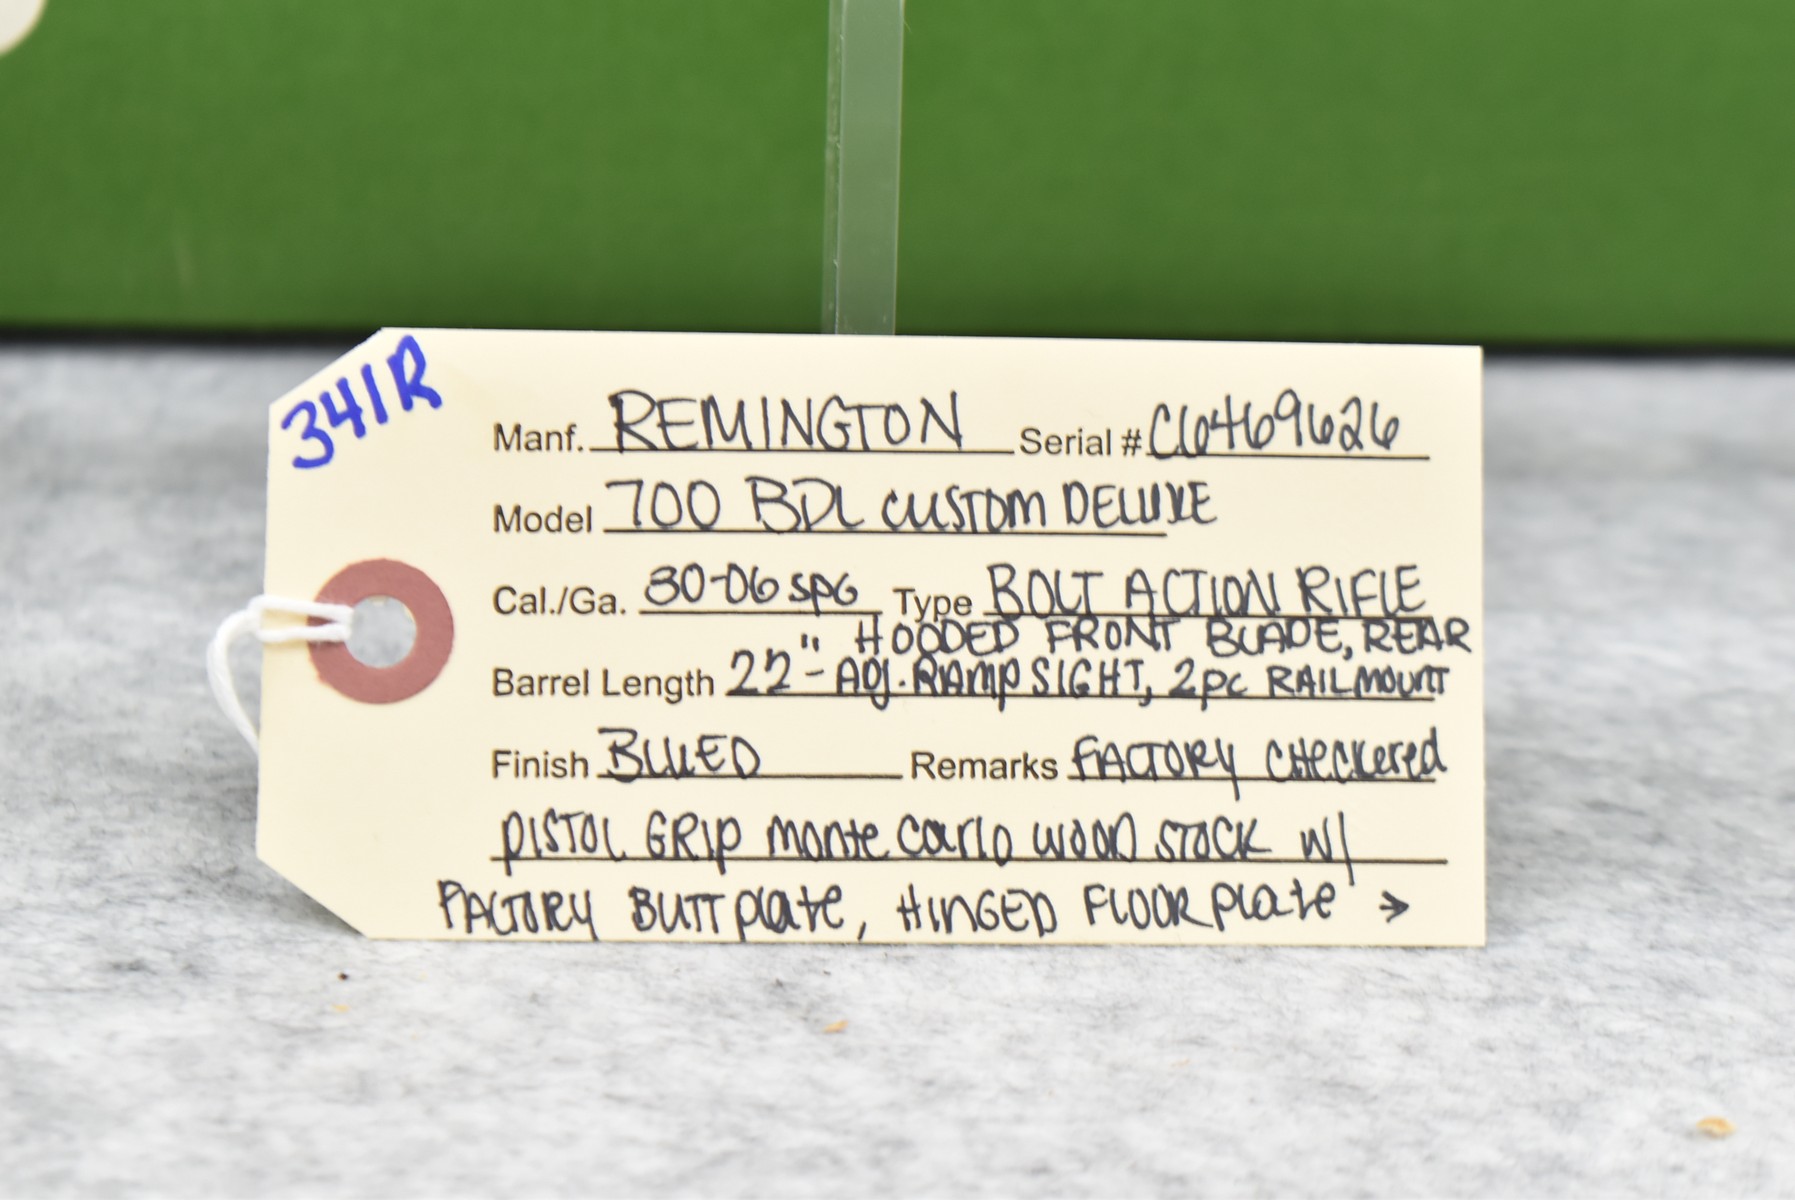 341R
Manf. REMINGTON Serial # C6469626
Model 700 BDL CUSTOM DELUXE
Cal./Ga. 30-06 SPG Type BOLT ACTION RIFLE
HOODED FRONT BLADE, REAR
Barrel Length 22" - ADJ. RAMP SIGHT, 2pc RAIL MOUNT
Finish BLUED Remarks FACTORY CHeckered
PISTOL GRIP Monte Carlo WOOD STOCK W/
FACTORY BUTT plate, HINGED FLOOR plate →